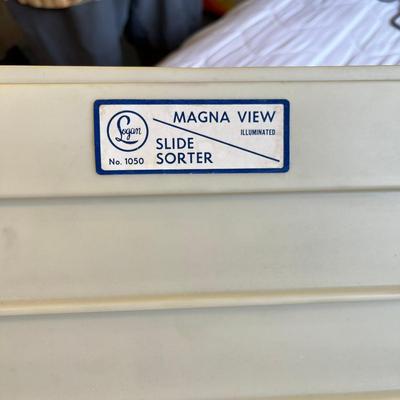 Logan
MAGNA VIEW
ILLUMINATED
SLIDE
SORTER
No. 1050